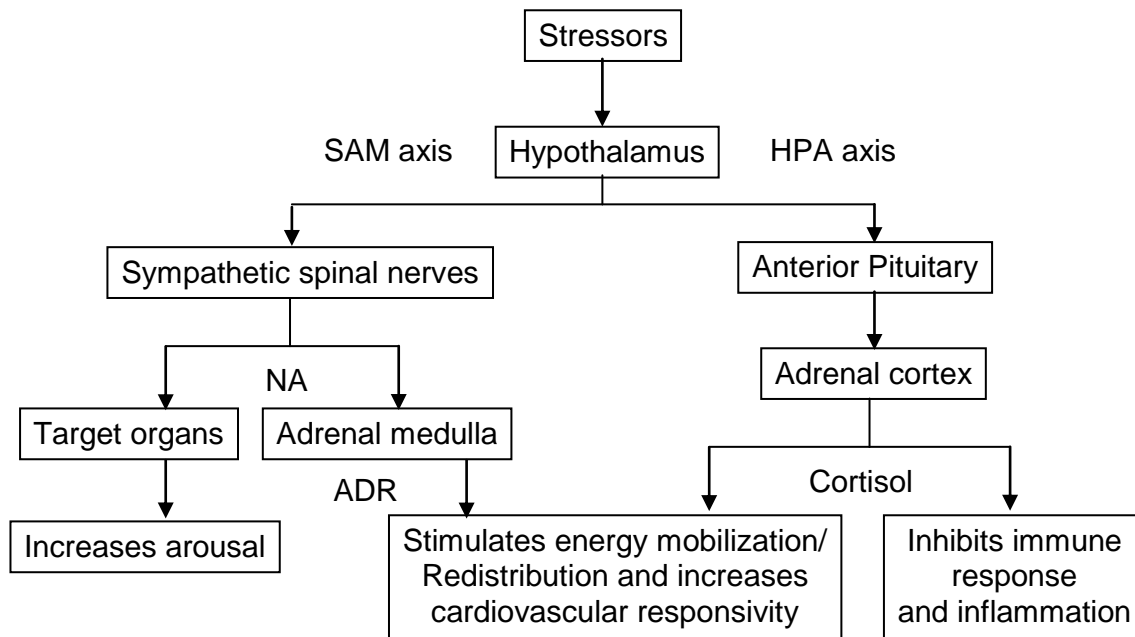 Stressors
SAM axis
Hypothalamus
HPA axis
Sympathetic spinal nerves
Anterior Pituitary
NA
Adrenal cortex
Target organs
Adrenal medulla
ADR
Cortisol
Increases arousal
Stimulates energy mobilization/
Redistribution and increases
cardiovascular responsivity
Inhibits immune
response
and inflammation